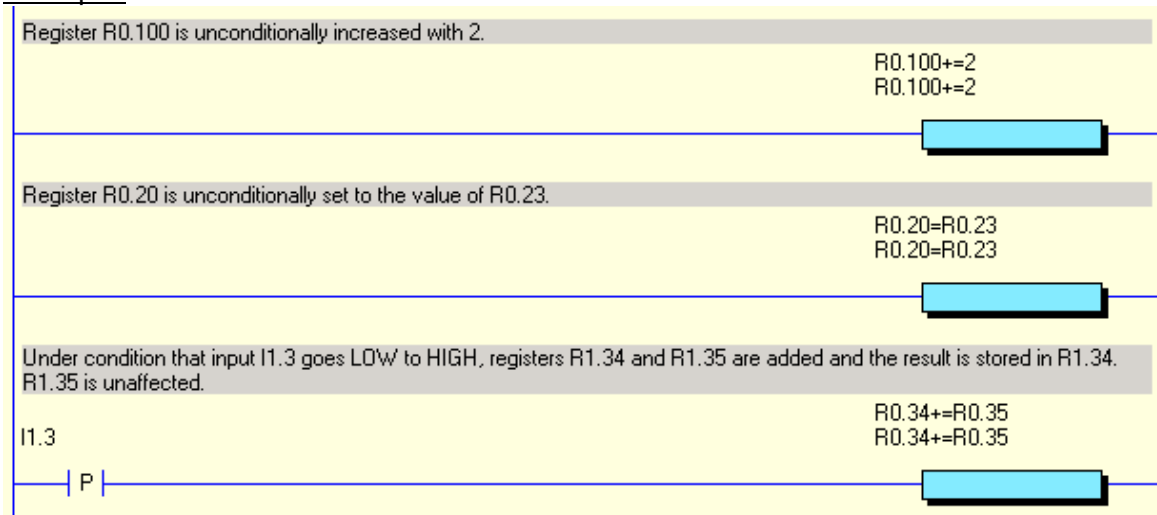 Register R0.100 is unconditionally increased with 2.
R0.100+=2
R0.100+=2
Register R0.20 is unconditionally set to the value of R0.23.
R0.20=R0.23
R0.20=R0.23
Under condition that input I1.3 goes LOW to HIGH, registers R1.34 and R1.35 are added and the result is stored in R1.34.
R1.35 is unaffected.
R0.34+=R0.35
I1.3 R0.34+=R0.35
P